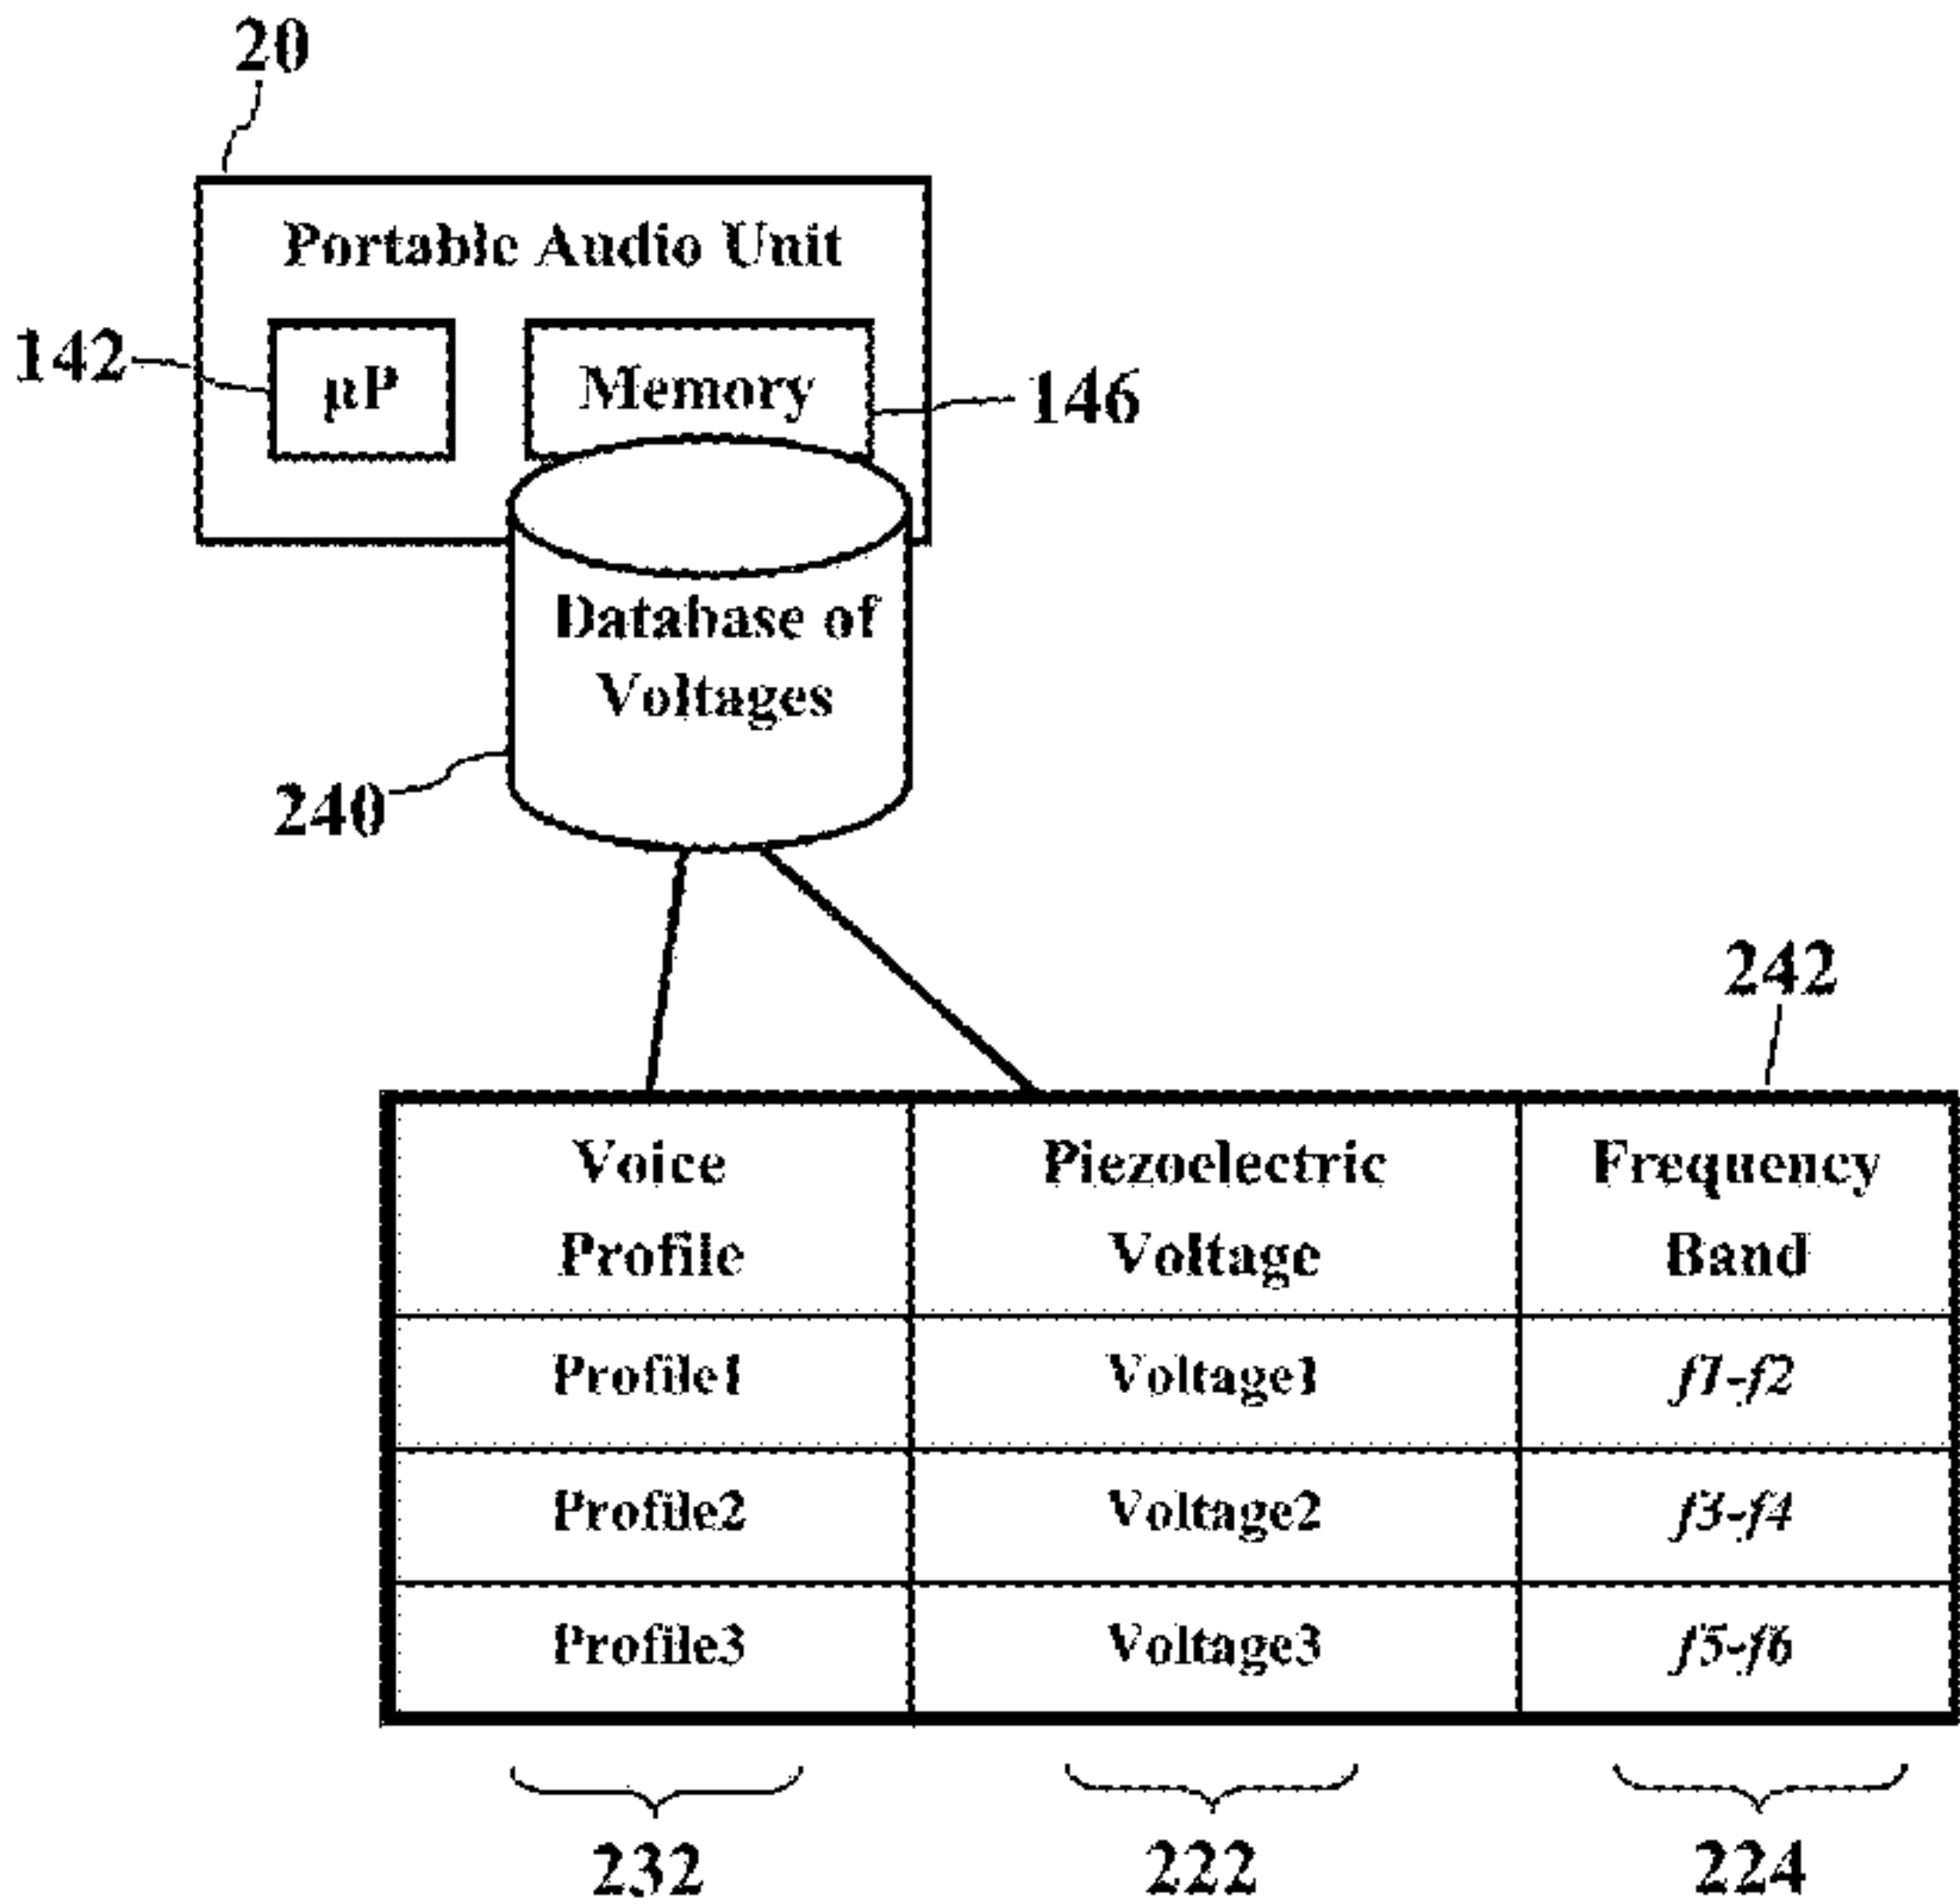 20
Portable Audio Unit
142
µP
Memory
146
Database of
Voltages
240
242
Voice
Profile
Piezoelectric
Voltage
Frequency
Band
Profile1
Voltage1
f1-f2
Profile2
Voltage2
f3-f4
Profile3
Voltage3
f5-f6
232
222
224